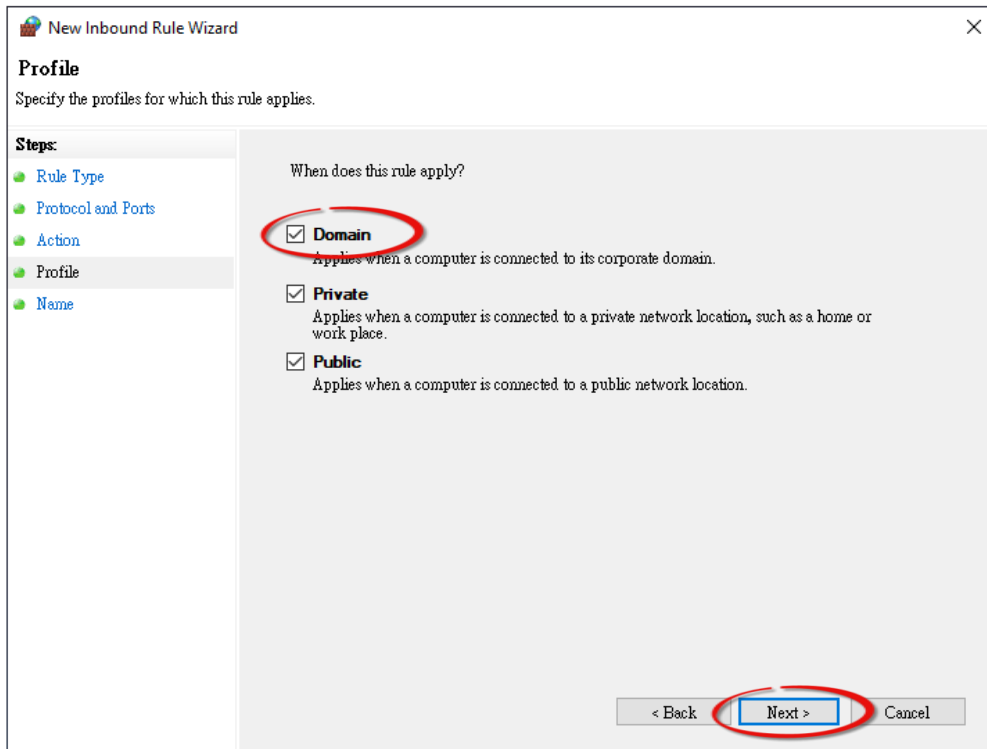 New Inbound Rule Wizard
Profile
Specify the profiles for which this rule applies.
Steps:
Rule Type
Protocol and Ports
Action
Profile
Name
When does this rule apply?
Domain
Applies when a computer is connected to its corporate domain.
Private
Applies when a computer is connected to a private network location, such as a home or
work place.
Public
Applies when a computer is connected to a public network location.
< Back
Next >
Cancel